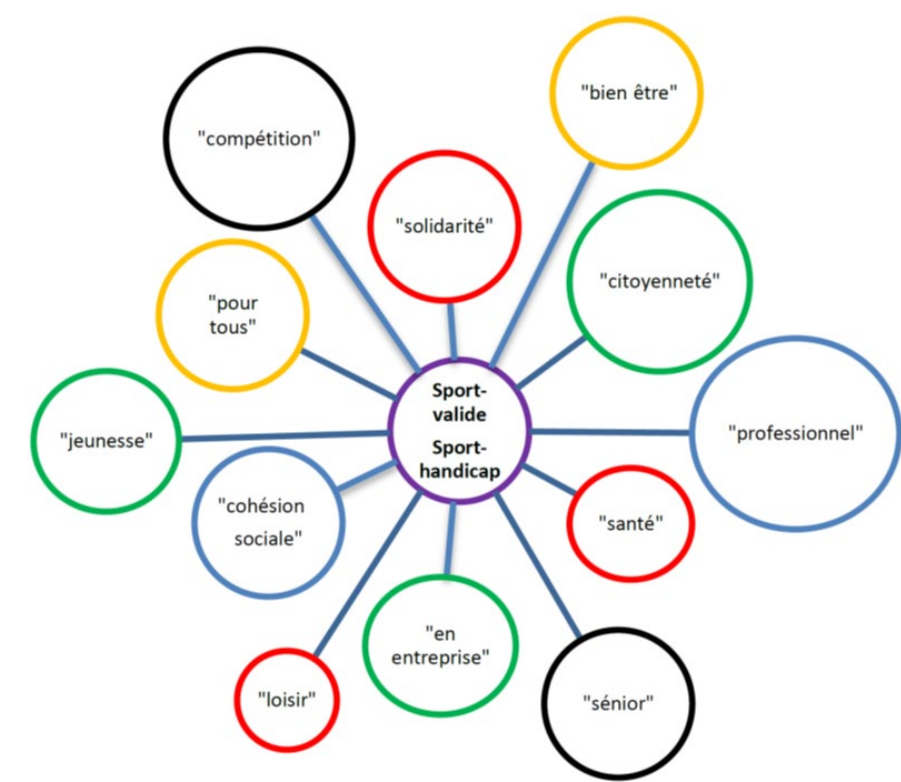 "bien être"
"compétition"
"solidarité"
"citoyenneté"
"pour
tous"
Sport-
valide
Sport-
handicap
"jeunesse"
"professionnel"
"cohésion
sociale"
"santé"
"en
entreprise"
"loisir"
"sénior"